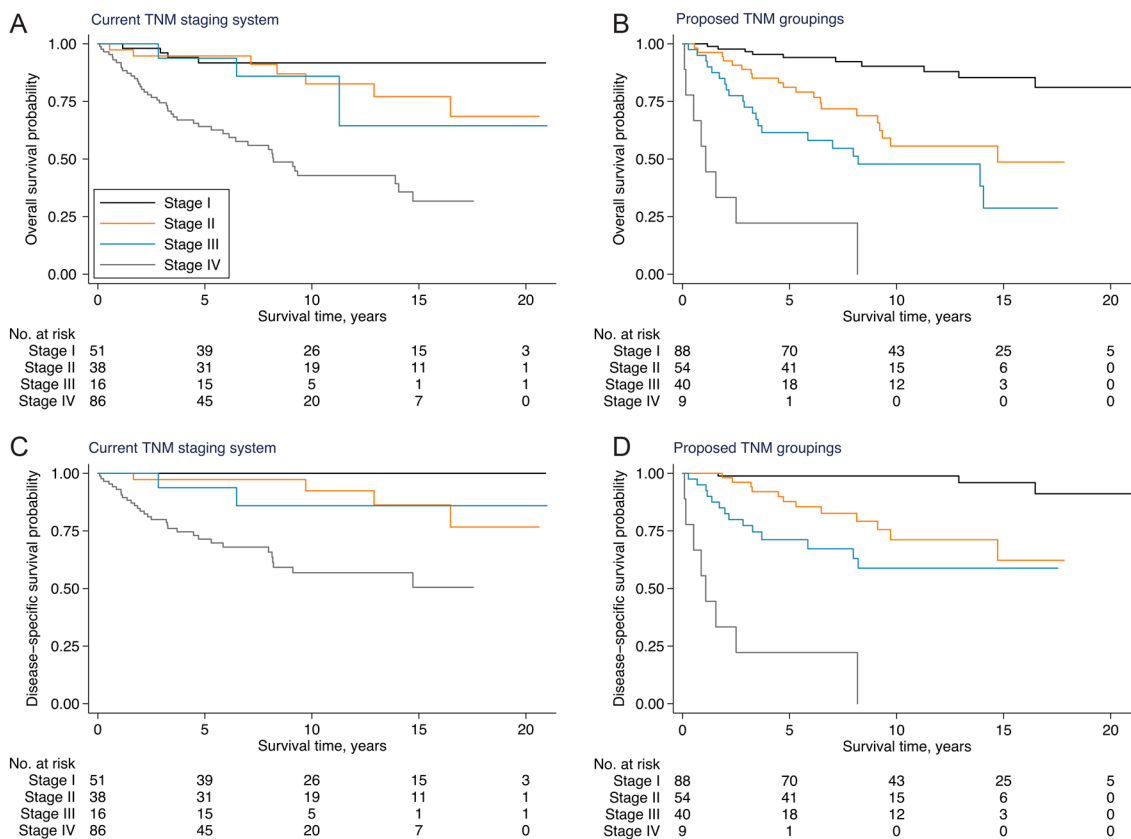 A
Current TNM staging system
1.00
0.75
0.50
0.25
0.00
Overall survival probability
Stage I
Stage II
Stage III
Stage IV
0 5 10 15 20
Survival time, years
No. at risk
Stage I 51 39 26 15 3
Stage II 38 31 19 11 1
Stage III 16 15 5 1 1
Stage IV 86 45 20 7 0
B
Proposed TNM groupings
1.00
0.75
0.50
0.25
0.00
Overall survival probability
0 5 10 15 20
Survival time, years
No. at risk
Stage I 88 70 43 25 5
Stage II 54 41 15 6 0
Stage III 40 18 12 3 0
Stage IV 9 1 0 0 0
C
Current TNM staging system
1.00
0.75
0.50
0.25
0.00
Disease–specific survival probability
0 5 10 15 20
Survival time, years
No. at risk
Stage I 51 39 26 15 3
Stage II 38 31 19 11 1
Stage III 16 15 5 1 1
Stage IV 86 45 20 7 0
D
Proposed TNM groupings
1.00
0.75
0.50
0.25
0.00
Disease–specific survival probability
0 5 10 15 20
Survival time, years
No. at risk
Stage I 88 70 43 25 5
Stage II 54 41 15 6 0
Stage III 40 18 12 3 0
Stage IV 9 1 0 0 0